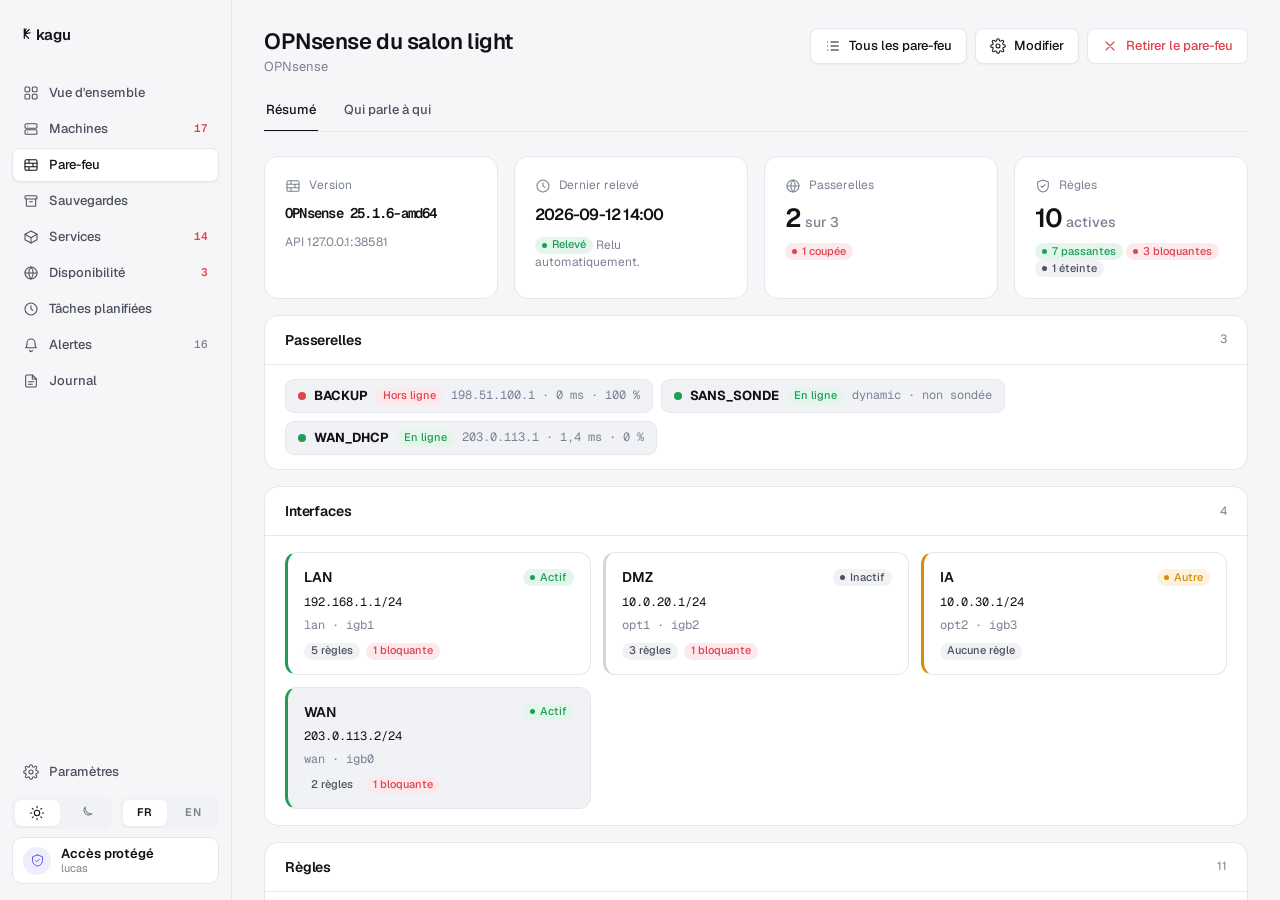 kagu
Vue d'ensemble
Machines 17
Pare-feu
Sauvegardes
Services 14
Disponibilité 3
Tâches planifiées
Alertes 16
Journal
Paramètres
FR EN
Accès protégé
lucas
OPNsense du salon light
OPNsense
Tous les pare-feu
Modifier
Retirer le pare-feu
Résumé
Qui parle à qui
Version
OPNsense 25.1.6-amd64
API 127.0.0.1:38581
Dernier relevé
2026-09-12 14:00
Relevé Relu
automatiquement.
Passerelles
2 sur 3
1 coupée
Règles
10 actives
7 passantes 3 bloquantes
1 éteinte
Passerelles 3
BACKUP Hors ligne 198.51.100.1 · 0 ms · 100 %
SANS_SONDE En ligne dynamic · non sondée
WAN_DHCP En ligne 203.0.113.1 · 1,4 ms · 0 %
Interfaces 4
LAN Actif
192.168.1.1/24
lan · igb1
5 règles 1 bloquante
DMZ Inactif
10.0.20.1/24
opt1 · igb2
3 règles 1 bloquante
IA Autre
10.0.30.1/24
opt2 · igb3
Aucune règle
WAN Actif
203.0.113.2/24
wan · igb0
2 règles 1 bloquante
Règles 11